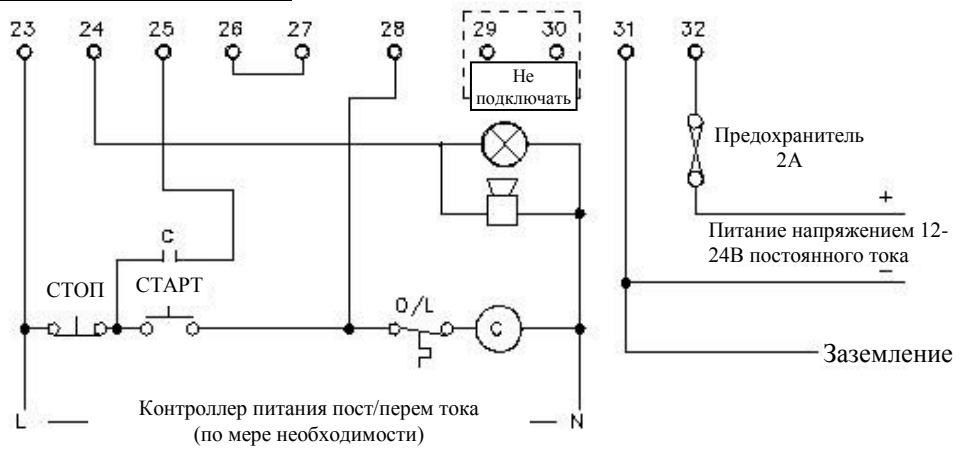 23 24 25 26 27 28 29 30 31 32
Не
подключать
Предохранитель
2А
+
Питание напряжением 12-
24В постоянного тока
–
C
СТОП СТАРТ
O/L
C
Заземление
L N
Контроллер питания пост/перем тока
(по мере необходимости)